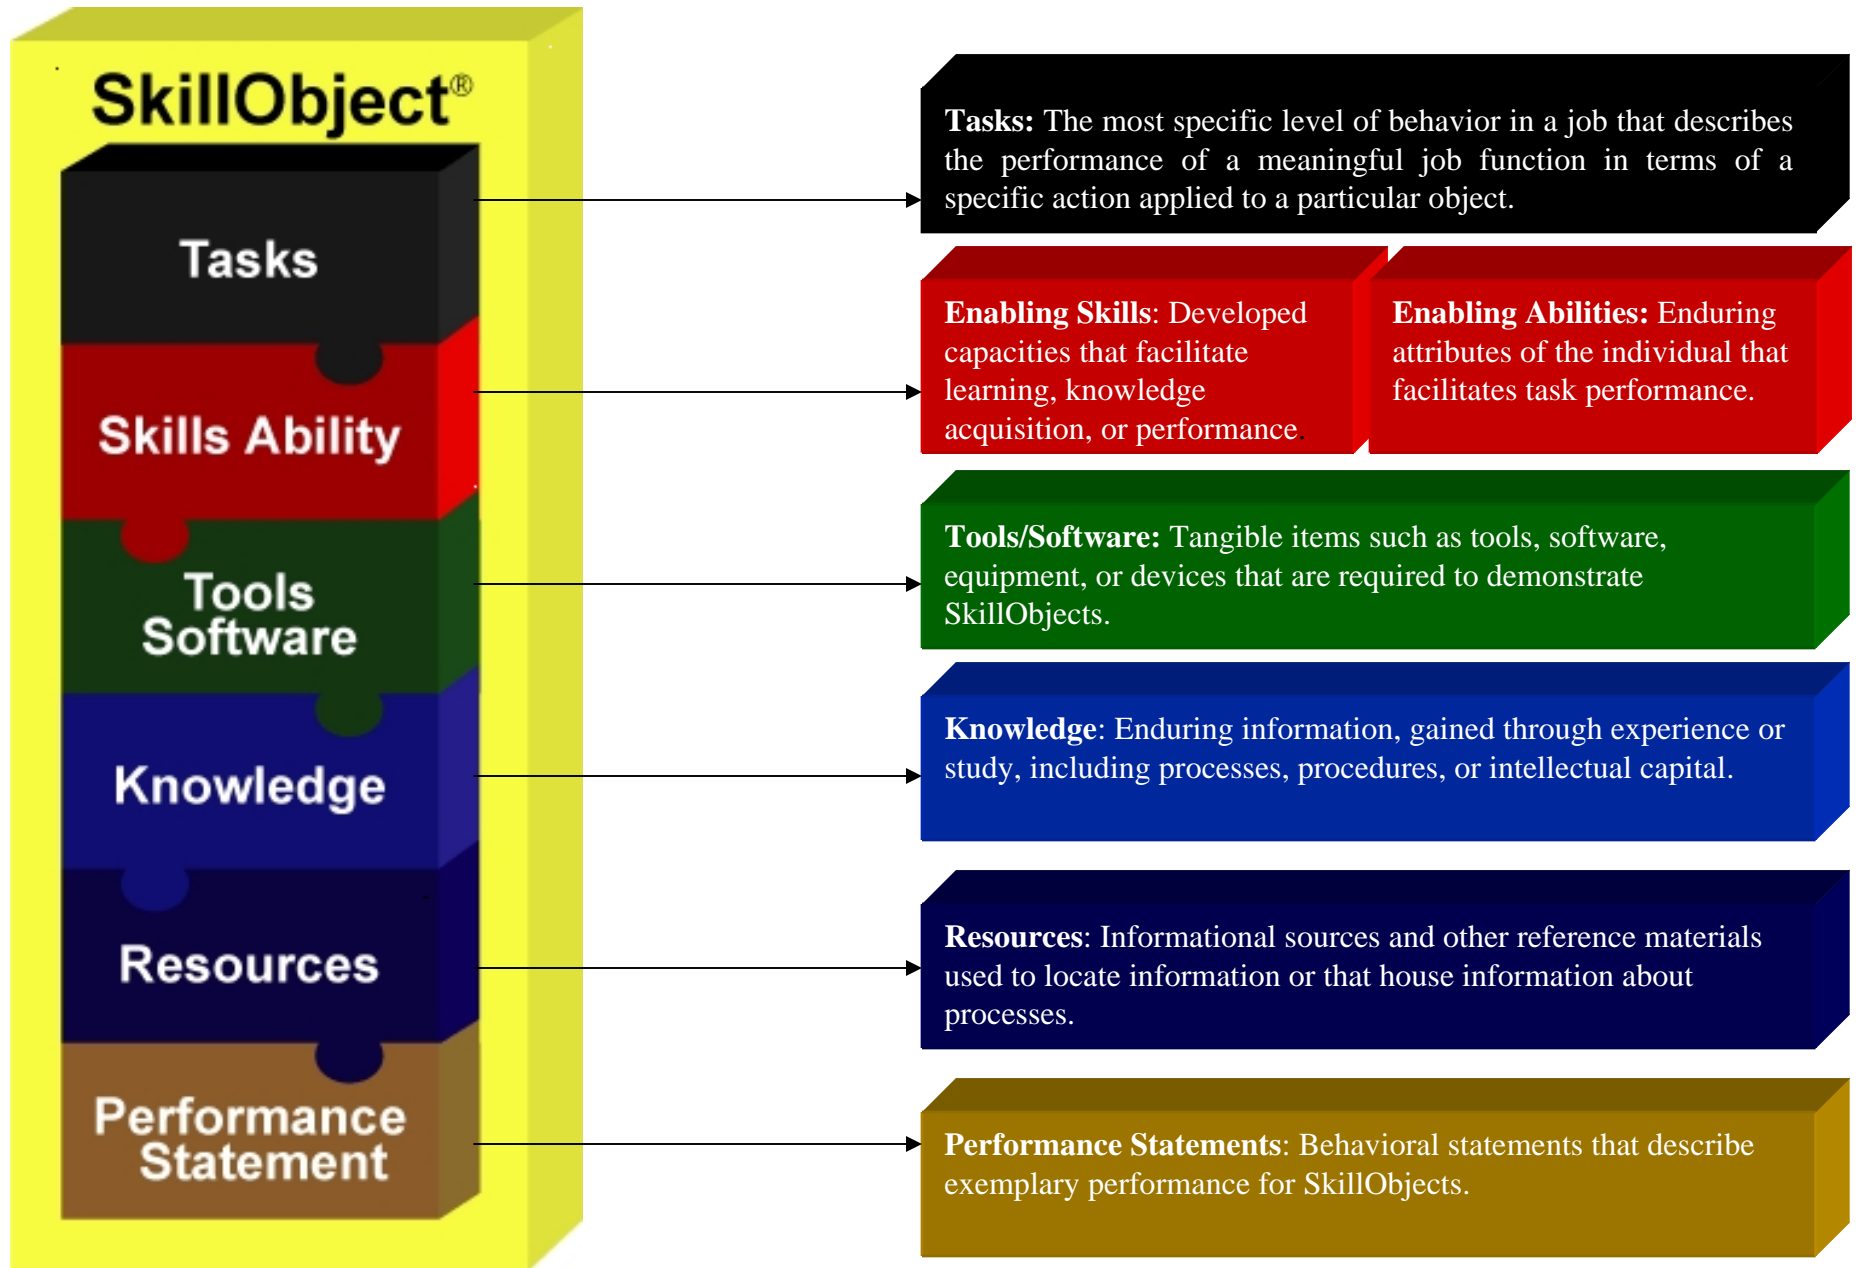 SkillObject®
Tasks
Skills Ability
Tools
Software
Knowledge
Resources
Performance
Statement
Tasks: The most specific level of behavior in a job that describes
the performance of a meaningful job function in terms of a
specific action applied to a particular object.
Enabling Skills: Developed
capacities that facilitate
learning, knowledge
acquisition, or performance.
Enabling Abilities: Enduring
attributes of the individual that
facilitates task performance.
Tools/Software: Tangible items such as tools, software,
equipment, or devices that are required to demonstrate
SkillObjects.
Knowledge: Enduring information, gained through experience or
study, including processes, procedures, or intellectual capital.
Resources: Informational sources and other reference materials
used to locate information or that house information about
processes.
Performance Statements: Behavioral statements that describe
exemplary performance for SkillObjects.